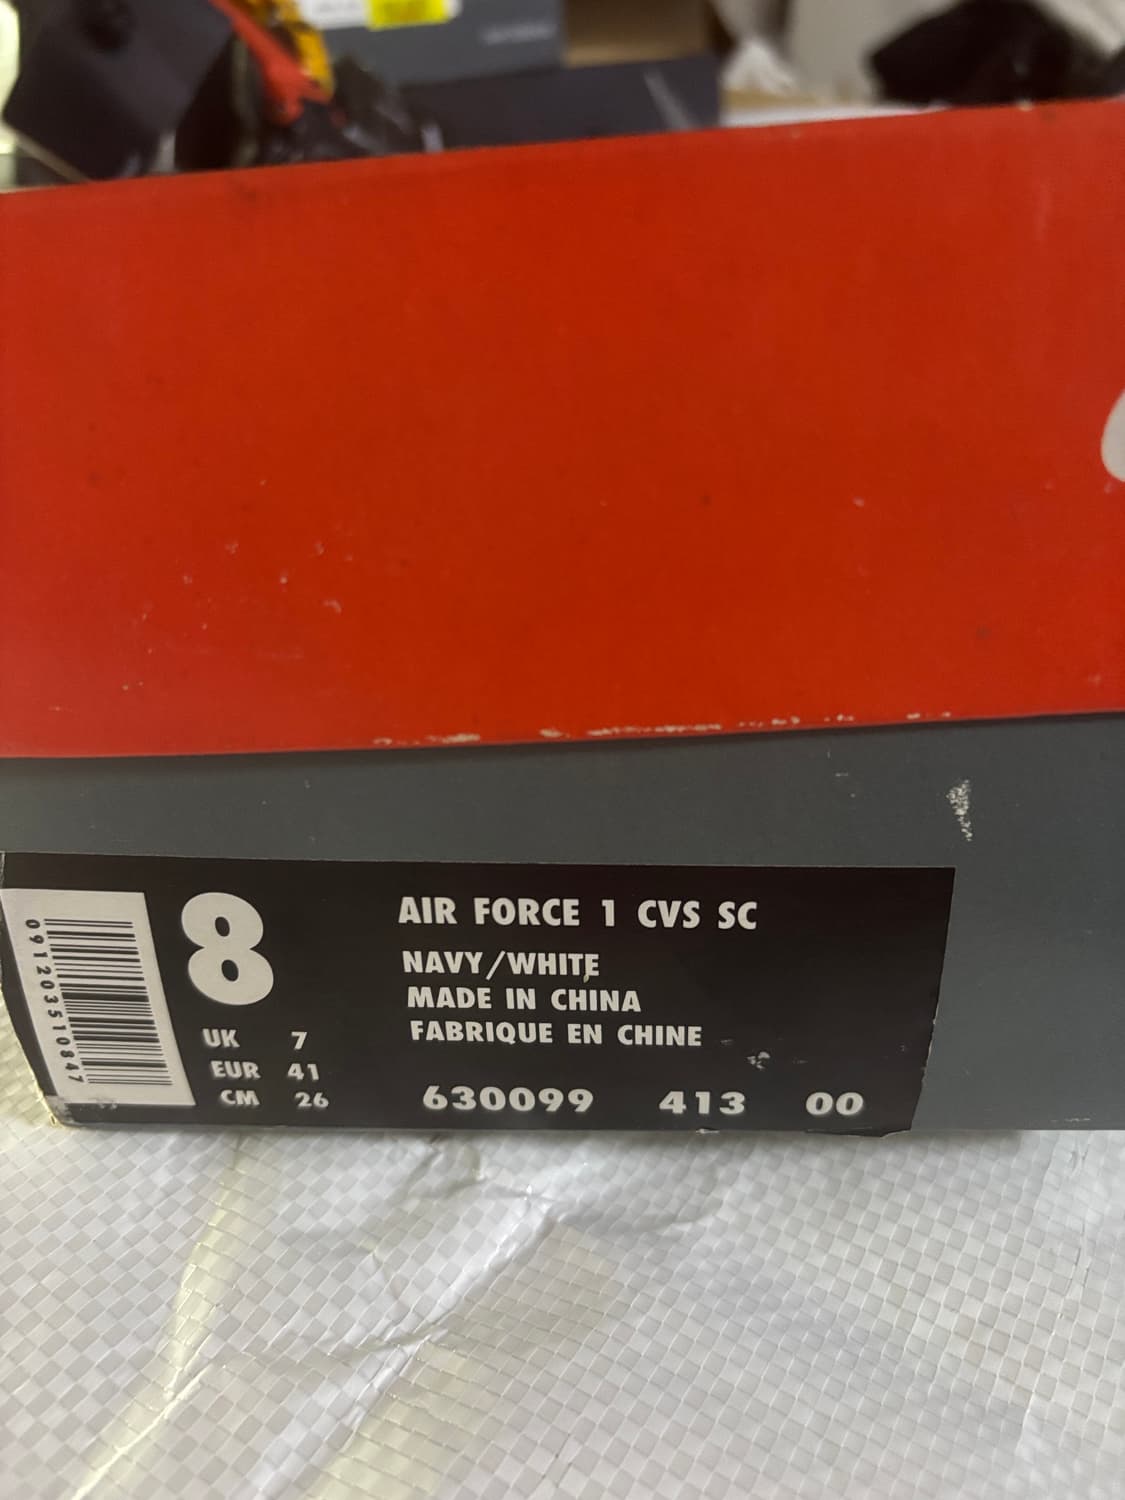 AIR FORCE 1 CVS SC
NAVY/WHITE
MADE IN CHINA
FABRIQUE EN CHINE
630099 413 00
8
UK 7
EUR 41
CM 26
091203510847